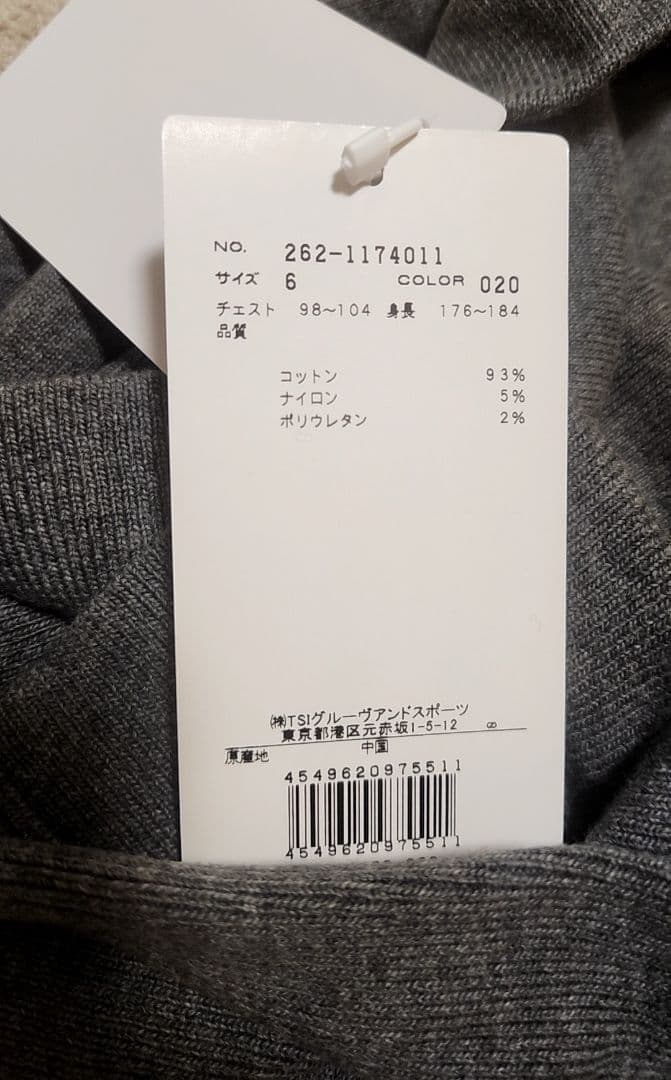 NO. 262-1174011
サイズ 6 COLOR 020
チェスト 98〜104 身長 176〜184
品質
コットン 93%
ナイロン 5%
ポリウレタン 2%
㈱TSIグルーヴアンドスポーツ
東京都港区元赤坂1-5-12
原産地 中国
4549620975511
4549620975511